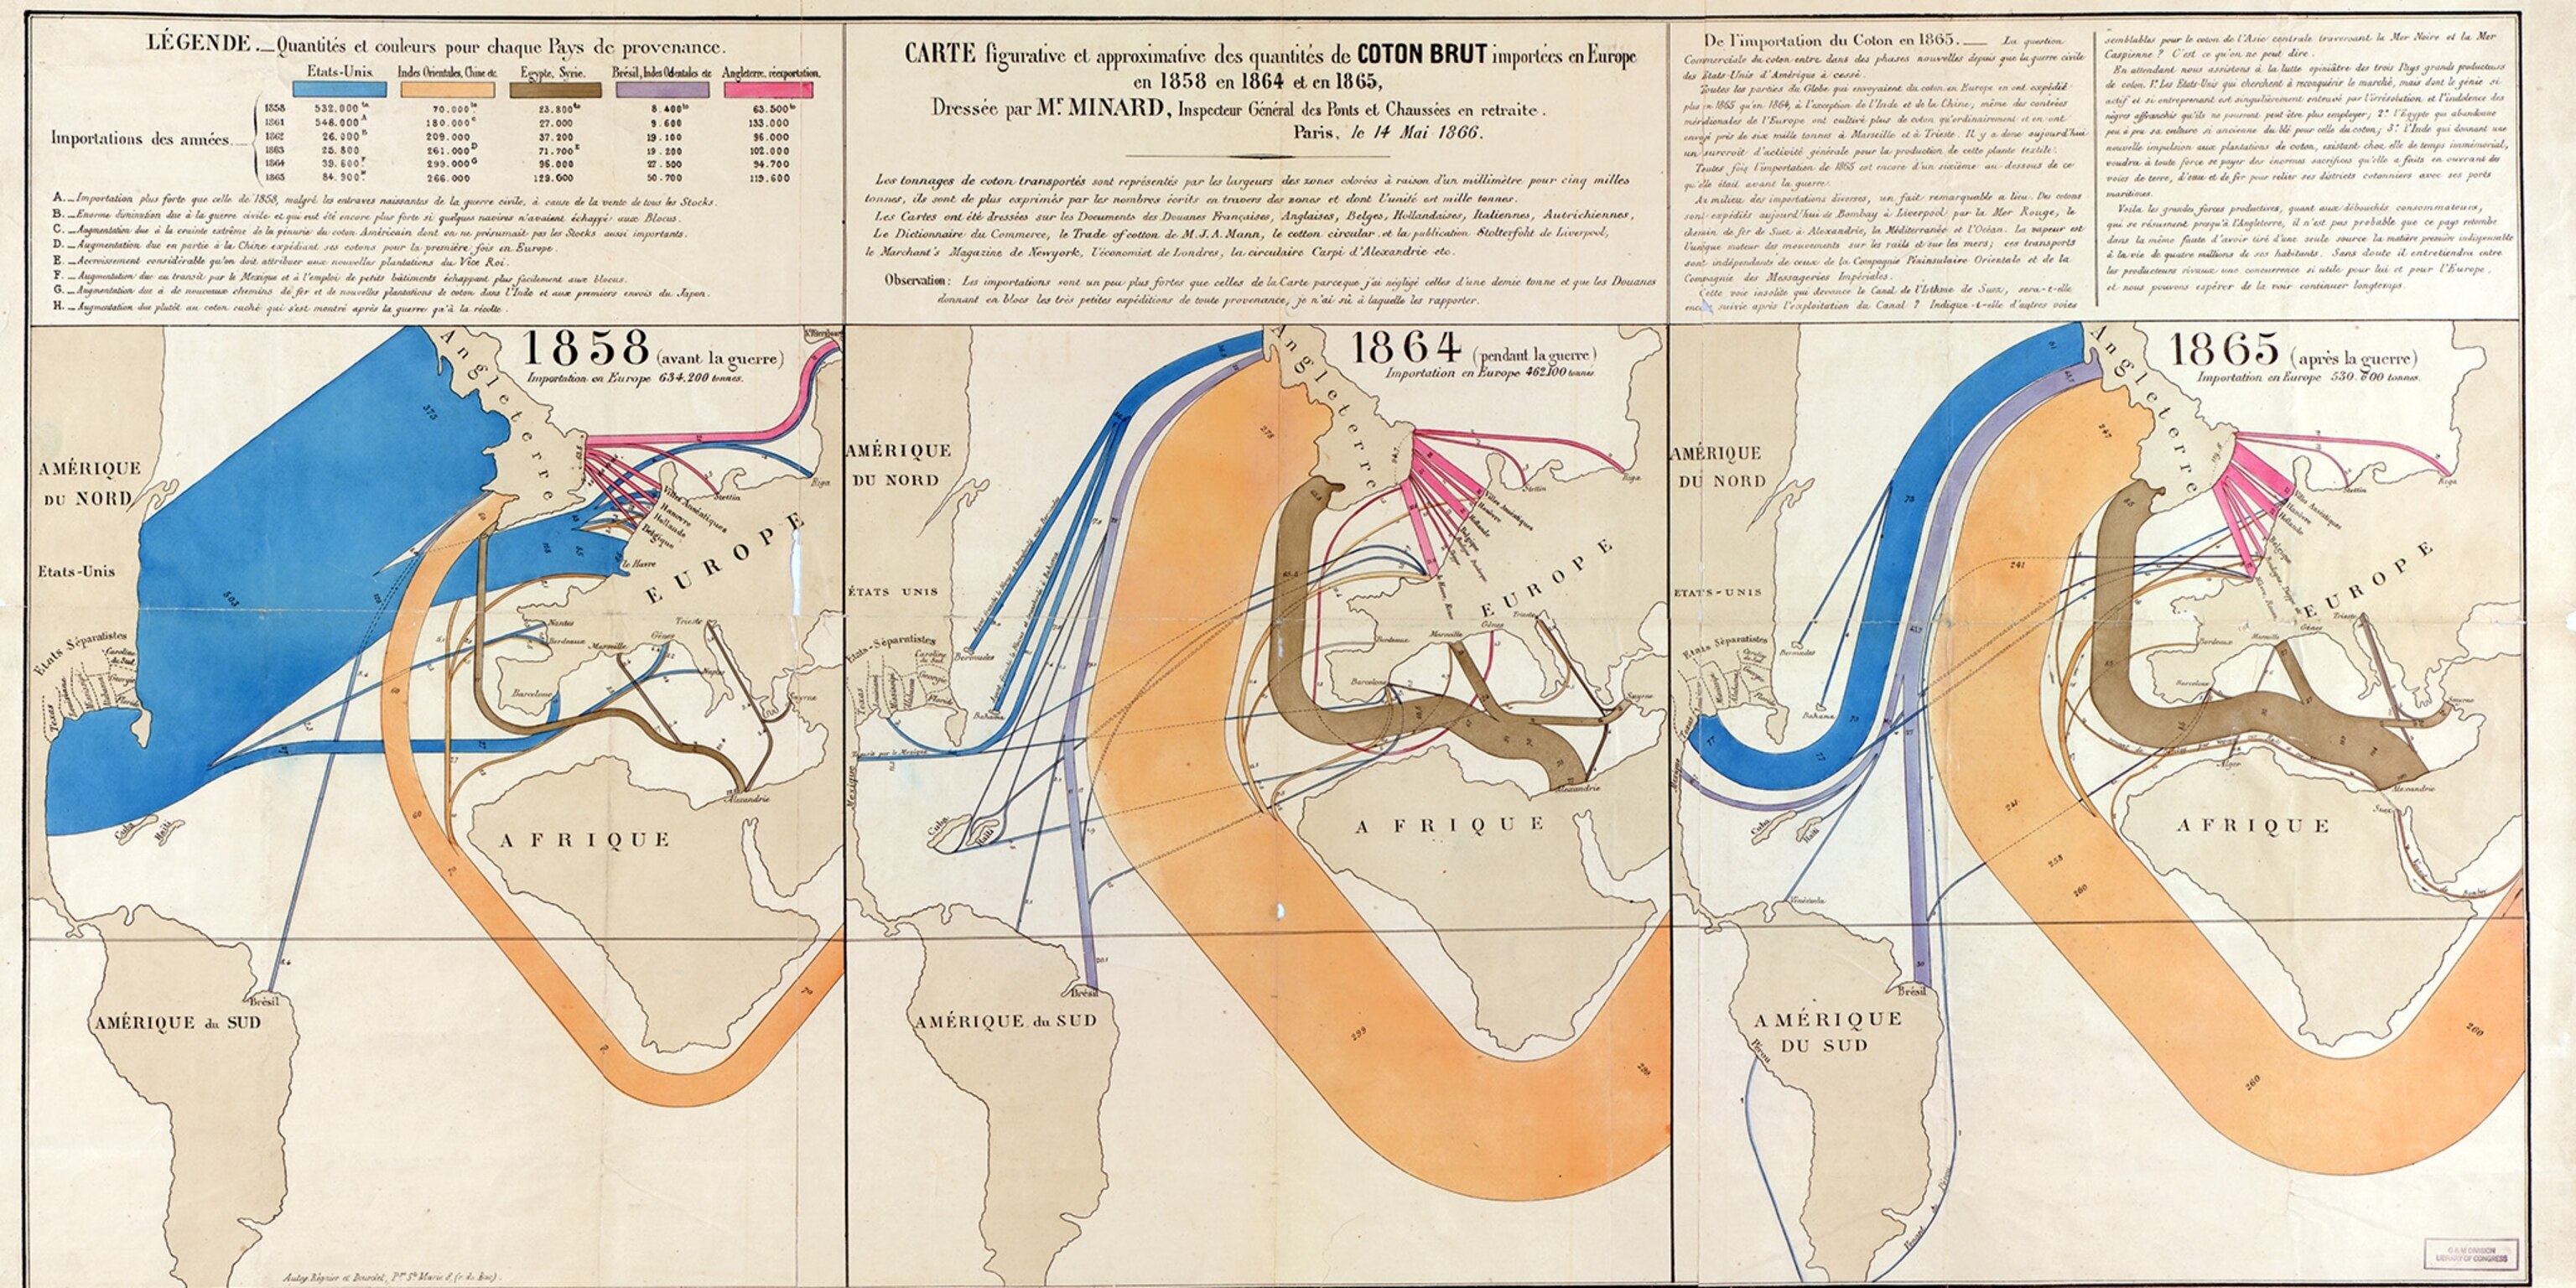 LÉGENDE._Quantités et couleurs pour chaque Pays de provenance.
Etats-Unis Indes Orientales, Chine etc. Egypte, Syrie. Brésil, Indes Odentales etc Angleterre, réexportation.
Importations des années
1858 532.000 70.000 23.800 8.400 63.500
1861 548.000 A 180.000 c 27.000 9.600 133.000
1862 26.000 B 209.000 37.200 19.100 96.000
1863 25.800 261.000 D 71.700 E 19.200 102.000
1864 39.600 F 299.000 G 96.000 27.500 94.700
1865 84.900 H 266.000 129.000 50.700 119.600
A._Importation plus forte que celle de 1858, malgré les entraves naissantes de la guerre civile, à cause de la vente de tous les Stocks.
B._Enorme diminution due à la guerre civile et qui eut été encore plus forte si quelques navires n'avaient échappé aux Blocus.
C._Augmentation due à la crainte extrême de la pénurie du coton Américain dont on ne présumait pas les Stocks aussi importants.
D._Augmentation due en partie à la Chine expédiant ses cotons pour la première fois en Europe.
E._Accroissement considérable qu'on doit attribuer aux nouvelles plantations du Vice Roi.
F._Augmentation due au transit par le Mexique et à l'emploi de petits bâtiments échappant plus facilement aux blocus.
G._Augmentation due à de nouveaux chemins de fer et de nouvelles plantations de coton dans l'Inde et aux premiers envois du Japon.
H._Augmentation due plutôt au coton caché qui s'est montré après la guerre qu'à la récolte.
CARTE figurative et approximative des quantités de COTON BRUT importées en Europe
en 1858 en 1864 et en 1865,
Dressée par Mr. MINARD, Inspecteur Général des Ponts et Chaussées en retraite.
Paris, le 14 Mai 1866.
Les tonnages de coton transportés sont représentés par les largeurs des zones colorées à raison d'un millimètre pour cinq milles
tonnes, ils sont de plus exprimés par les nombres écrits en travers des zones et dont l'unité est mille tonnes.
Les Cartes ont été dressées sur les Documents des Douanes Françaises, Anglaises, Belges, Hollandaises, Italiennes, Autrichiennes,
Le Dictionnaire du Commerce, le Trade of cotton de M.J.A.Mann, le cotton circular, et la publication Stolterfoht de Liverpool,
le Marchant's Magazine de Newyork, l'économist de Londres, la circulaire Carpi d'Alexandrie etc.
Observation: Les importations sont un peu plus fortes que celles de la Carte parceque j'ai négligé celles d'une demie tonne et que les Douanes
donnant en blocs les très petites expéditions de toute provenance, je n'ai sû à laquelle les rapporter.
De l'importation du Coton en 1865.__ La question
Commerciale du coton entre dans des phases nouvelles depuis que la guerre civile
des Etats-Unis d'Amérique à cessé.
Toutes les parties du Globe qui envoyaient du coton en Europe en ont expédié
plus en 1865 qu'en 1864, à l'exception de l'Inde et de la Chine, même des contrées
méridionales de l'Europe ont cultivé plus de coton qu'ordinairement et en ont
envoyé près de six mille tonnes à Marseille et à Trieste. Il y a donc aujourd'hui
un surcroit d'activité générale pour la production de cette plante textile.
Toutes fois l'importation de 1865 est encore d'un sixième au dessous de ce
qu'elle était avant la guerre.
Au milieu des importations diverses, un fait remarquable a lieu. Des cotons
sont expédiés aujourd'hui de Bombay à Liverpool par la Mer Rouge, le
chemin de fer de Suez à Alexandrie, la Méditerranée et l'Océan. La vapeur est
l'unique moteur des mouvements sur les rails et sur les mers; ces transports
sont indépendants de ceux de la Compagnie Péninsulaire Orientale et de la
Compagnie des Messageries Impériales.
Cette voie insolite qui devance le Canal de l'Isthme de Suez, sera-t-elle
encore suivie après l'exploitation du Canal ? Indique-t-elle d'autres voies
semblables pour le coton de l'Asie centrale traversant la Mer Noire et la Mer
Caspienne ? C'est ce qu'on ne peut dire.
En attendant nous assistons à la lutte opiniâtre des trois Pays grands producteurs
de coton. 1º Les Etats-Unis qui cherchent à reconquérir le marché, mais dont le génie si
actif et si entreprenant est singulièrement entravé par l'irrésolution et l'indolence des
nègres affranchis qu'ils ne pourront peut être plus employer; 2º l'Egypte qui abandonne
peu à peu sa culture si ancienne du blé pour celle du coton; 3º l'Inde qui donnant une
nouvelle impulsion aux plantations de coton, existant chez elle de temps immémorial,
voudra à toute force se payer des énormes sacrifices qu'elle a faits en ouvrant des
voies de terre, d'eau et de fer pour relier ses districts cotonniers avec ses ports
maritimes.
Voila les grandes forces productives, quant aux débouchés consommateurs,
qui se résument presqu'à l'Angleterre, il n'est pas probable que ce pays retombe
dans la même faute d'avoir tiré d'une seule source la matière première indispensable
à la vie de quatre millions de ses habitants. Sans doute il entretiendra entre
les producteurs rivaux une concurrence si utile pour lui et pour l'Europe,
et nous pouvons espérer de la voir continuer longtemps.
1858 (avant la guerre)
Importation en Europe 634.200 tonnes.
Angleterre
AMÉRIQUE
DU NORD
Etats-Unis
Etats Séparatistes
Caroline
du Sud
Georgie
Floride
Texas
Cuba
Haïti
375
503
Riga
Stettin
Villes Anséatiques
Hanovre
Hollande
Belgique
le Havre
EUROPE
Nantes
Bordeaux
Marseille
Gênes
Trieste
Naples
Barcelone
Smyrne
Alexandrie
AFRIQUE
Brésil
AMÉRIQUE du SUD
Autog. Régnier et Dourdet, Pge. Ste. Marie 8, (r. du Bac).
1864 (pendant la guerre)
Importation en Europe 462.100 tonnes.
Angleterre
AMÉRIQUE
DU NORD
ÉTATS UNIS
Etats-Séparatistes
Caroline
du Sud
Georgie
Floride
Texas
Bermudes
Bahama
Transit par le Mexique
Mexique
Cuba
Haïti
275
Riga
Stettin
Villes Anséatiques
Hanovre
Hollande
Belgique
EUROPE
Bordeaux
Marseille
Gênes
Trieste
Barcelone
Smyrne
Alexandrie
AFRIQUE
299
Brésil
AMÉRIQUE du SUD
1865 (après la guerre)
Importation en Europe 530.600 tonnes.
Angleterre
AMÉRIQUE
DU NORD
ETATS-UNIS
Etats Séparatistes
Caroline
du Sud
Texas
Bermudes
Bahama
Mexique
Cuba
Haïti
Vénézuela
247
241
241
258
260
260
260
Riga
Stettin
Villes Anséatiques
Hanovre
Hollande
Belgique
EUROPE
Bordeaux
Marseille
Gênes
Trieste
Barcelone
Smyrne
Alger
Alexandrie
Suez
AFRIQUE
Brésil
AMÉRIQUE
DU SUD
Pérou
G & M DIVISION
LIBRARY OF CONGRESS